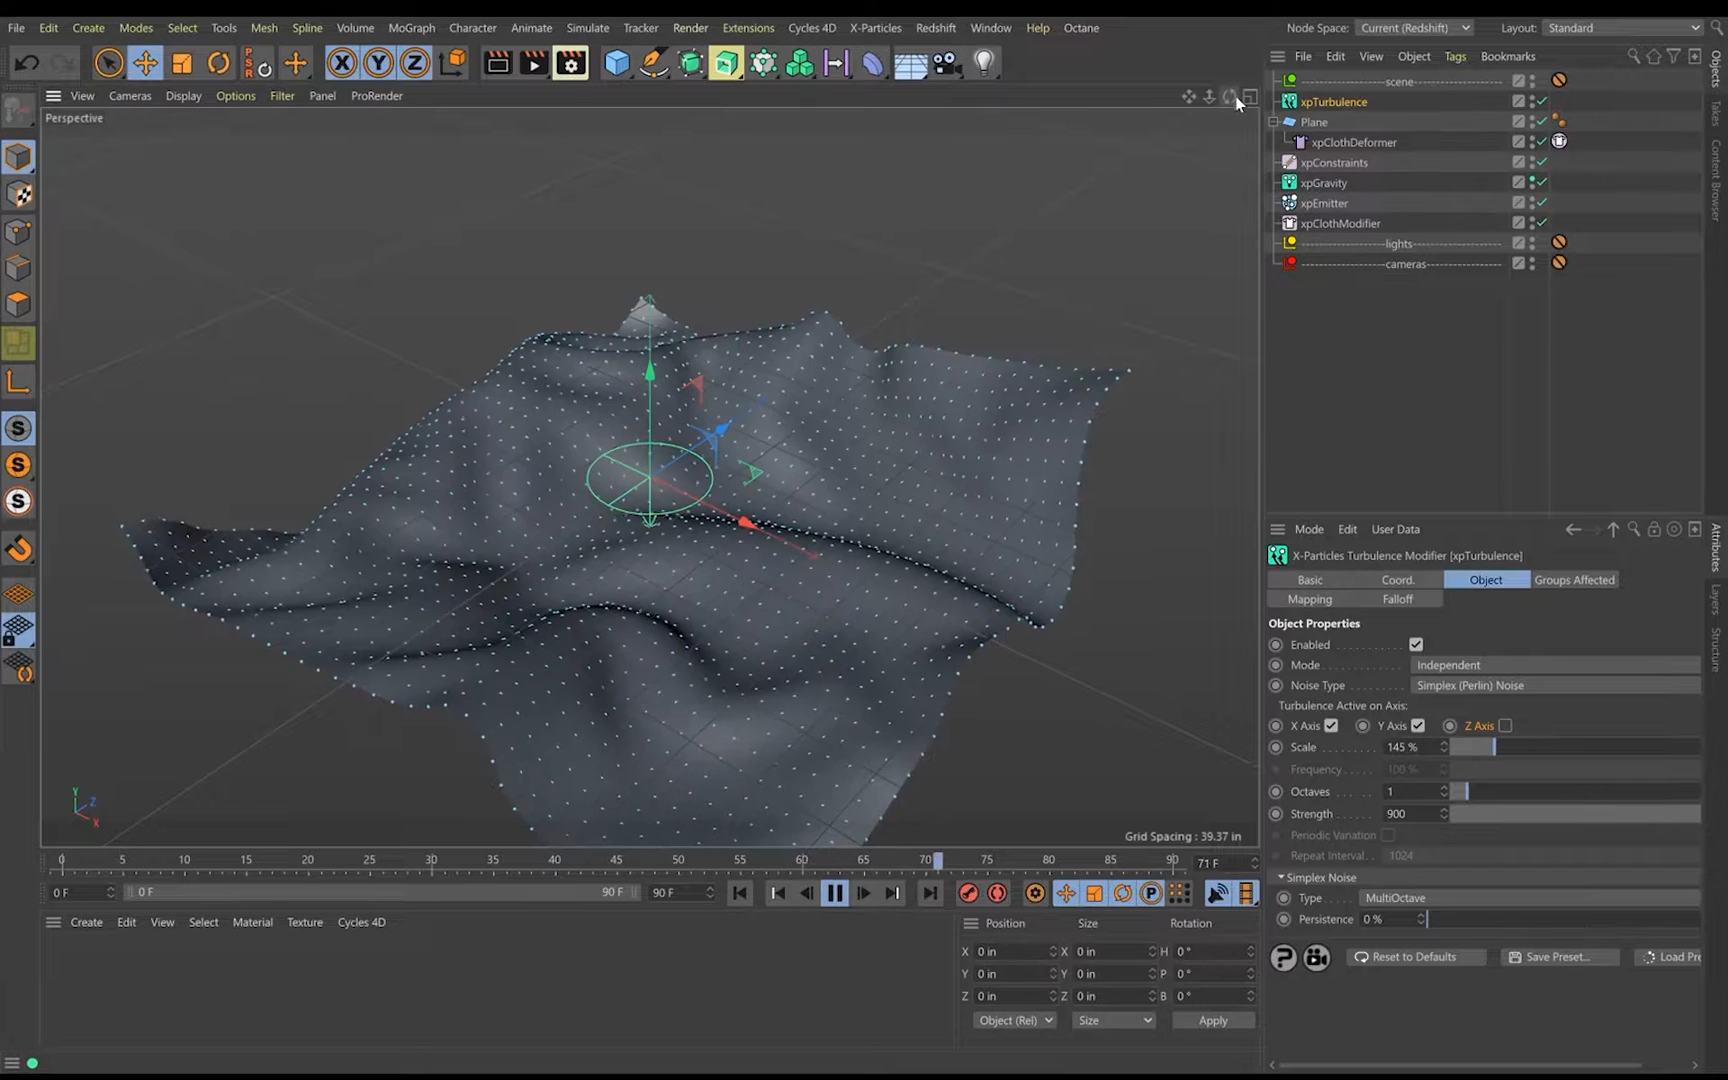 File Edit Create Modes Select Tools Mesh Spline Volume MoGraph Character Animate Simulate Tracker Render Extensions Cycles 4D X-Particles Redshift Window Help Octane Node Space: Current (Redshift) Layout: Standard
P S R X Y Z
File Edit View Object Tags Bookmarks
View Cameras Display Options Filter Panel ProRender
Perspective
scene
xpTurbulence
Plane
xpClothDeformer
xpConstraints
xpGravity
xpEmitter
xpClothModifier
lights
cameras
Objects
Takes
Content Browser
S
S
S
Y Z X
Grid Spacing : 39.37 in
Mode Edit User Data
X-Particles Turbulence Modifier [xpTurbulence]
Basic Coord. Object Groups Affected
Mapping Falloff
Object Properties
Enabled
Mode Independent
Noise Type Simplex (Perlin) Noise
Turbulence Active on Axis:
X Axis Y Axis Z Axis
Scale 145 %
Frequency 100 %
Octaves 1
Strength 900
Periodic Variation
Repeat Interval 1024
Simplex Noise
Type MultiOctave
Persistence 0 %
? Reset to Defaults Save Preset... Load Pre
Attributes
Layers
Structure
0 5 10 15 20 25 30 35 40 45 50 55 60 65 70 75 80 85 90 71 F
0 F 0 F 90 F 90 F P
Create Edit View Select Material Texture Cycles 4D
Position Size Rotation
X 0 in X 0 in H 0 °
Y 0 in Y 0 in P 0 °
Z 0 in Z 0 in B 0 °
Object (Rel) Size Apply